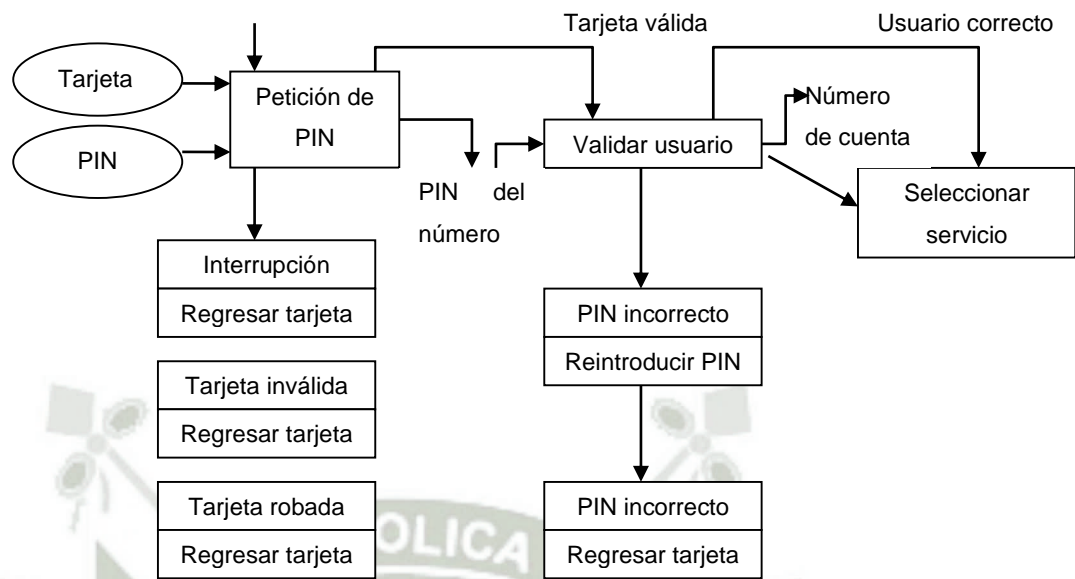 Tarjeta válida
Usuario correcto
Tarjeta
Petición de
PIN
PIN
Número
de cuenta
Validar usuario
PIN del
número
Seleccionar
servicio
Interrupción
Regresar tarjeta
PIN incorrecto
Reintroducir PIN
Tarjeta inválida
Regresar tarjeta
Tarjeta robada
Regresar tarjeta
PIN incorrecto
Regresar tarjeta
OLICA